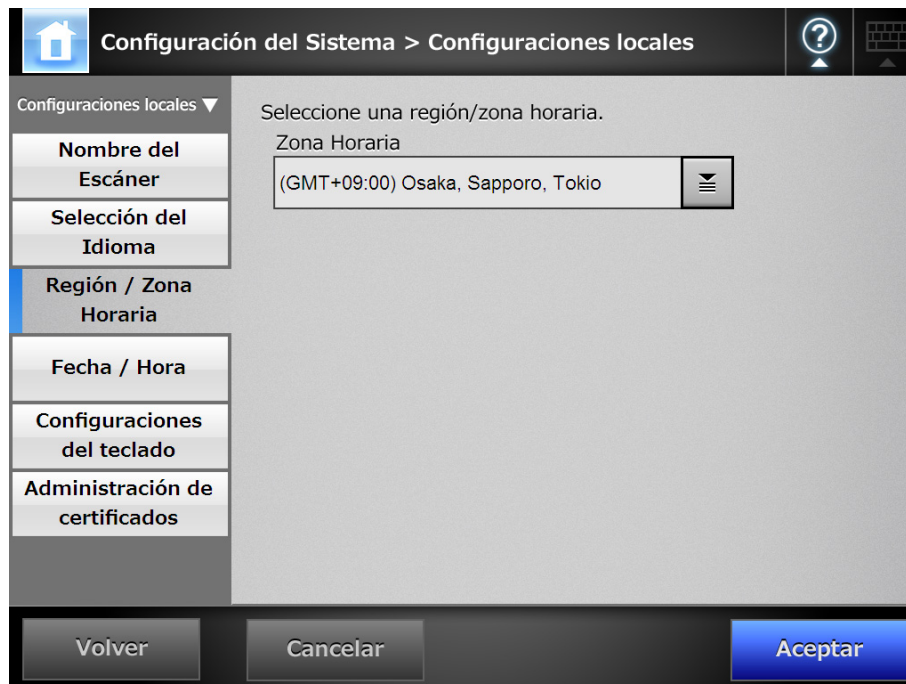 Configuración del Sistema > Configuraciones locales
?
Configuraciones locales ▼
Nombre del
Escáner
Selección del
Idioma
Región / Zona
Horaria
Fecha / Hora
Configuraciones
del teclado
Administración de
certificados
Seleccione una región/zona horaria.
Zona Horaria
(GMT+09:00) Osaka, Sapporo, Tokio
Volver
Cancelar
Aceptar